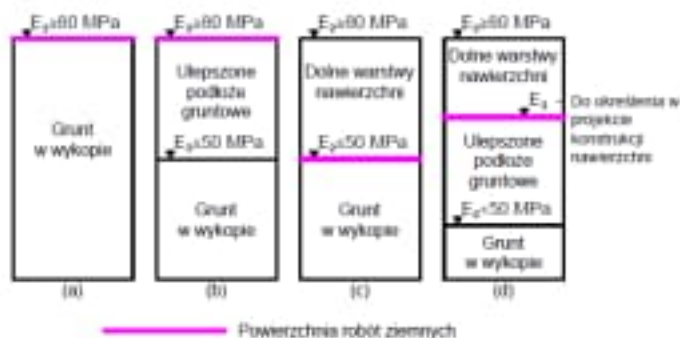 E₂≥80 MPa
Grunt
w wykopie
(a)
E₂≥80 MPa
Ulepszone
podłoże
gruntowe
E₂≥50 MPa
Grunt
w wykopie
(b)
E₂≥80 MPa
Dolne warstwy
nawierzchni
E₂≥50 MPa
Grunt
w wykopie
(c)
E₂≥80 MPa
Dolne warstwy
nawierzchni
E₂
Do określenia w
projekcie
konstrukcji
nawierzchni
Ulepszone
podłoże
gruntowe
E₂<50 MPa
Grunt
w wykopie
(d)
Powierzchnia robót ziemnych